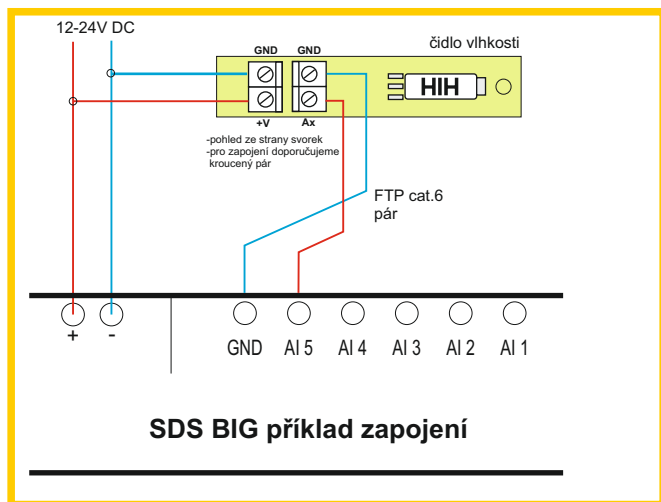 12-24V DC
čidlo vlhkosti
GND GND
HIH
+V Ax
-pohled ze strany svorek
-pro zapojení doporučujeme
kroucený pár
FTP cat.6
pár
+ -
GND AI 5 AI 4 AI 3 AI 2 AI 1
SDS BIG příklad zapojení